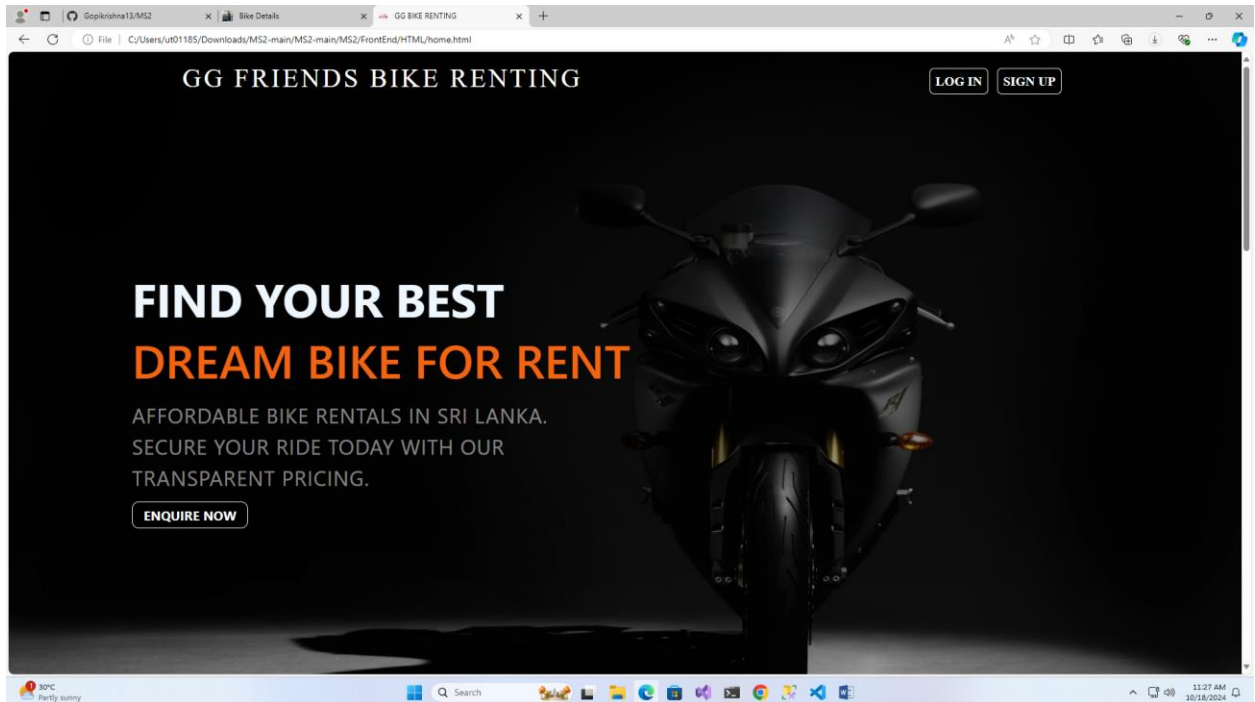 Gopikrishna13/MS2
Bike Details
GG BIKE RENTING
File
C:/Users/ut01185/Downloads/MS2-main/MS2-main/MS2/FrontEnd/HTML/home.html
GG FRIENDS BIKE RENTING
LOG IN
SIGN UP
FIND YOUR BEST
DREAM BIKE FOR RENT
AFFORDABLE BIKE RENTALS IN SRI LANKA.
SECURE YOUR RIDE TODAY WITH OUR
TRANSPARENT PRICING.
ENQUIRE NOW
1
30°C
Partly sunny
Search
11:27 AM
10/18/2024